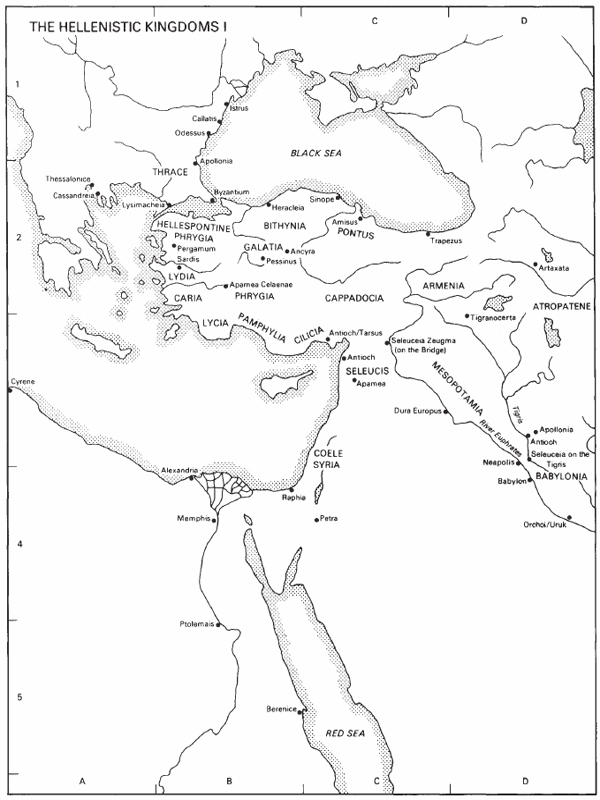 THE HELLENISTIC KINGDOMS I
C
D
1
Istrus
Callatis
Odessus
BLACK SEA
Apollonia
THRACE
Thessalonice
Cassandreia
Lysimacheia
Byzantium
Heracleia
Sinope
Amisus
PONTUS
Trapezus
2
HELLESPONTINE
PHRYGIA
BITHYNIA
Pergamum
GALATIA
Ancyra
Pessinus
Sardis
LYDIA
Artaxata
ARMENIA
ATROPATENE
Apamea Celaenae
CARIA
PHRYGIA
CAPPADOCIA
Tigranocerta
LYCIA
PAMPHYLIA
CILICIA
Antioch/Tarsus
Seleuceia Zeugma
(on the Bridge)
Antioch
SELEUCIS
Apamea
MESOPOTAMIA
Cyrene
Dura Europus
River Euphrates
Tigris
Apollonia
Antioch
Seleuceia on the
Tigris
COELE
SYRIA
Neapolis
Babylon
BABYLONIA
Alexandria
Raphia
Memphis
Petra
Orchoi/Uruk
4
Ptolemais
5
Berenice
RED SEA
A
B
C
D